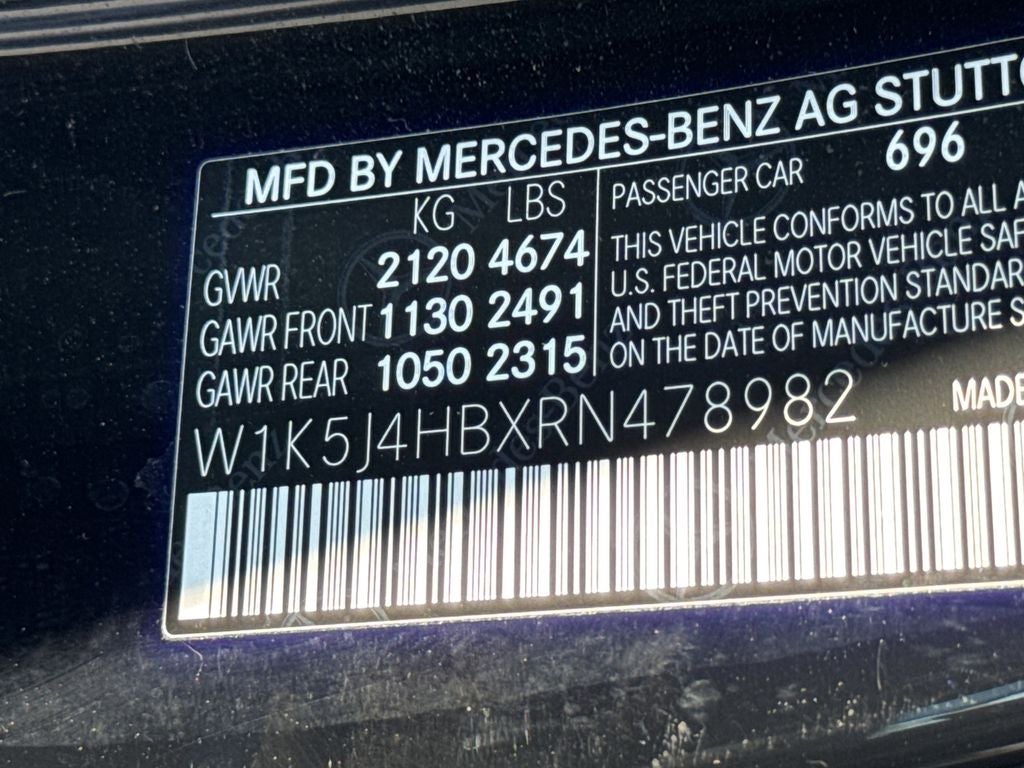 MFD BY MERCEDES-BENZ AG
696
KG LBS
PASSENGER CAR
GVWR 2120 4674
GAWR FRONT 1130 2491
GAWR REAR 1050 2315
THIS VEHICLE CONFORMS TO ALL
U.S. FEDERAL MOTOR VEHICLE
AND THEFT PREVENTION
ON THE DATE OF MANUFACTURE
W1K5J4HBXRN478982
MADE